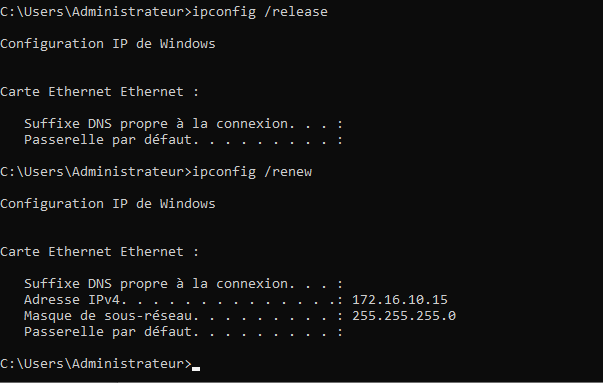 C:\Users\Administrateur>ipconfig /release
Configuration IP de Windows
Carte Ethernet Ethernet :
Suffixe DNS propre à la connexion. . . :
Passerelle par défaut. . . . . . . . . :
C:\Users\Administrateur>ipconfig /renew
Configuration IP de Windows
Carte Ethernet Ethernet :
Suffixe DNS propre à la connexion. . . :
Adresse IPv4. . . . . . . . . . . . . .: 172.16.10.15
Masque de sous-réseau. . . . . . . . . : 255.255.255.0
Passerelle par défaut. . . . . . . . . :
C:\Users\Administrateur>